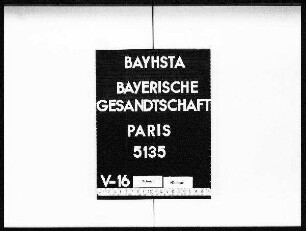 BAYHSTA
BAYERISCHE
GESANDTSCHAFT
PARIS
5135
V-16